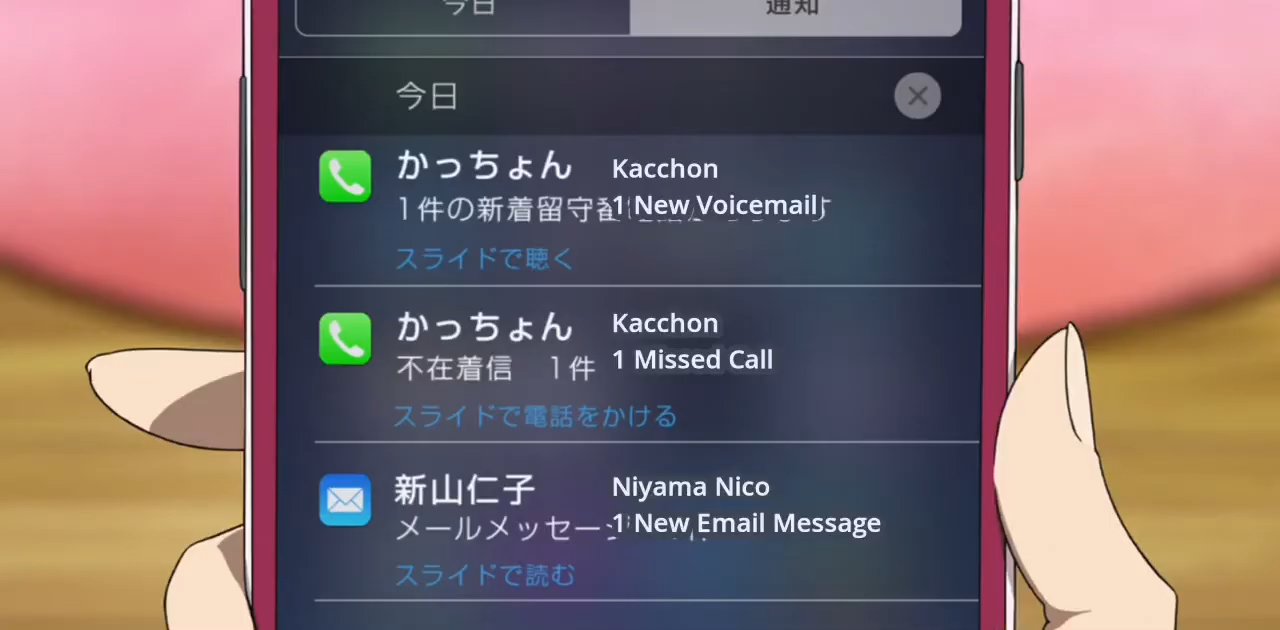 今日 通知
今日
かっちょん Kacchon
1件の新着留守番 1 New Voicemail
スライドで聴く
かっちょん Kacchon
不在着信 1件 1 Missed Call
スライドで電話をかける
新山仁子 Niyama Nico
メールメッセー 1 New Email Message
スライドで読む